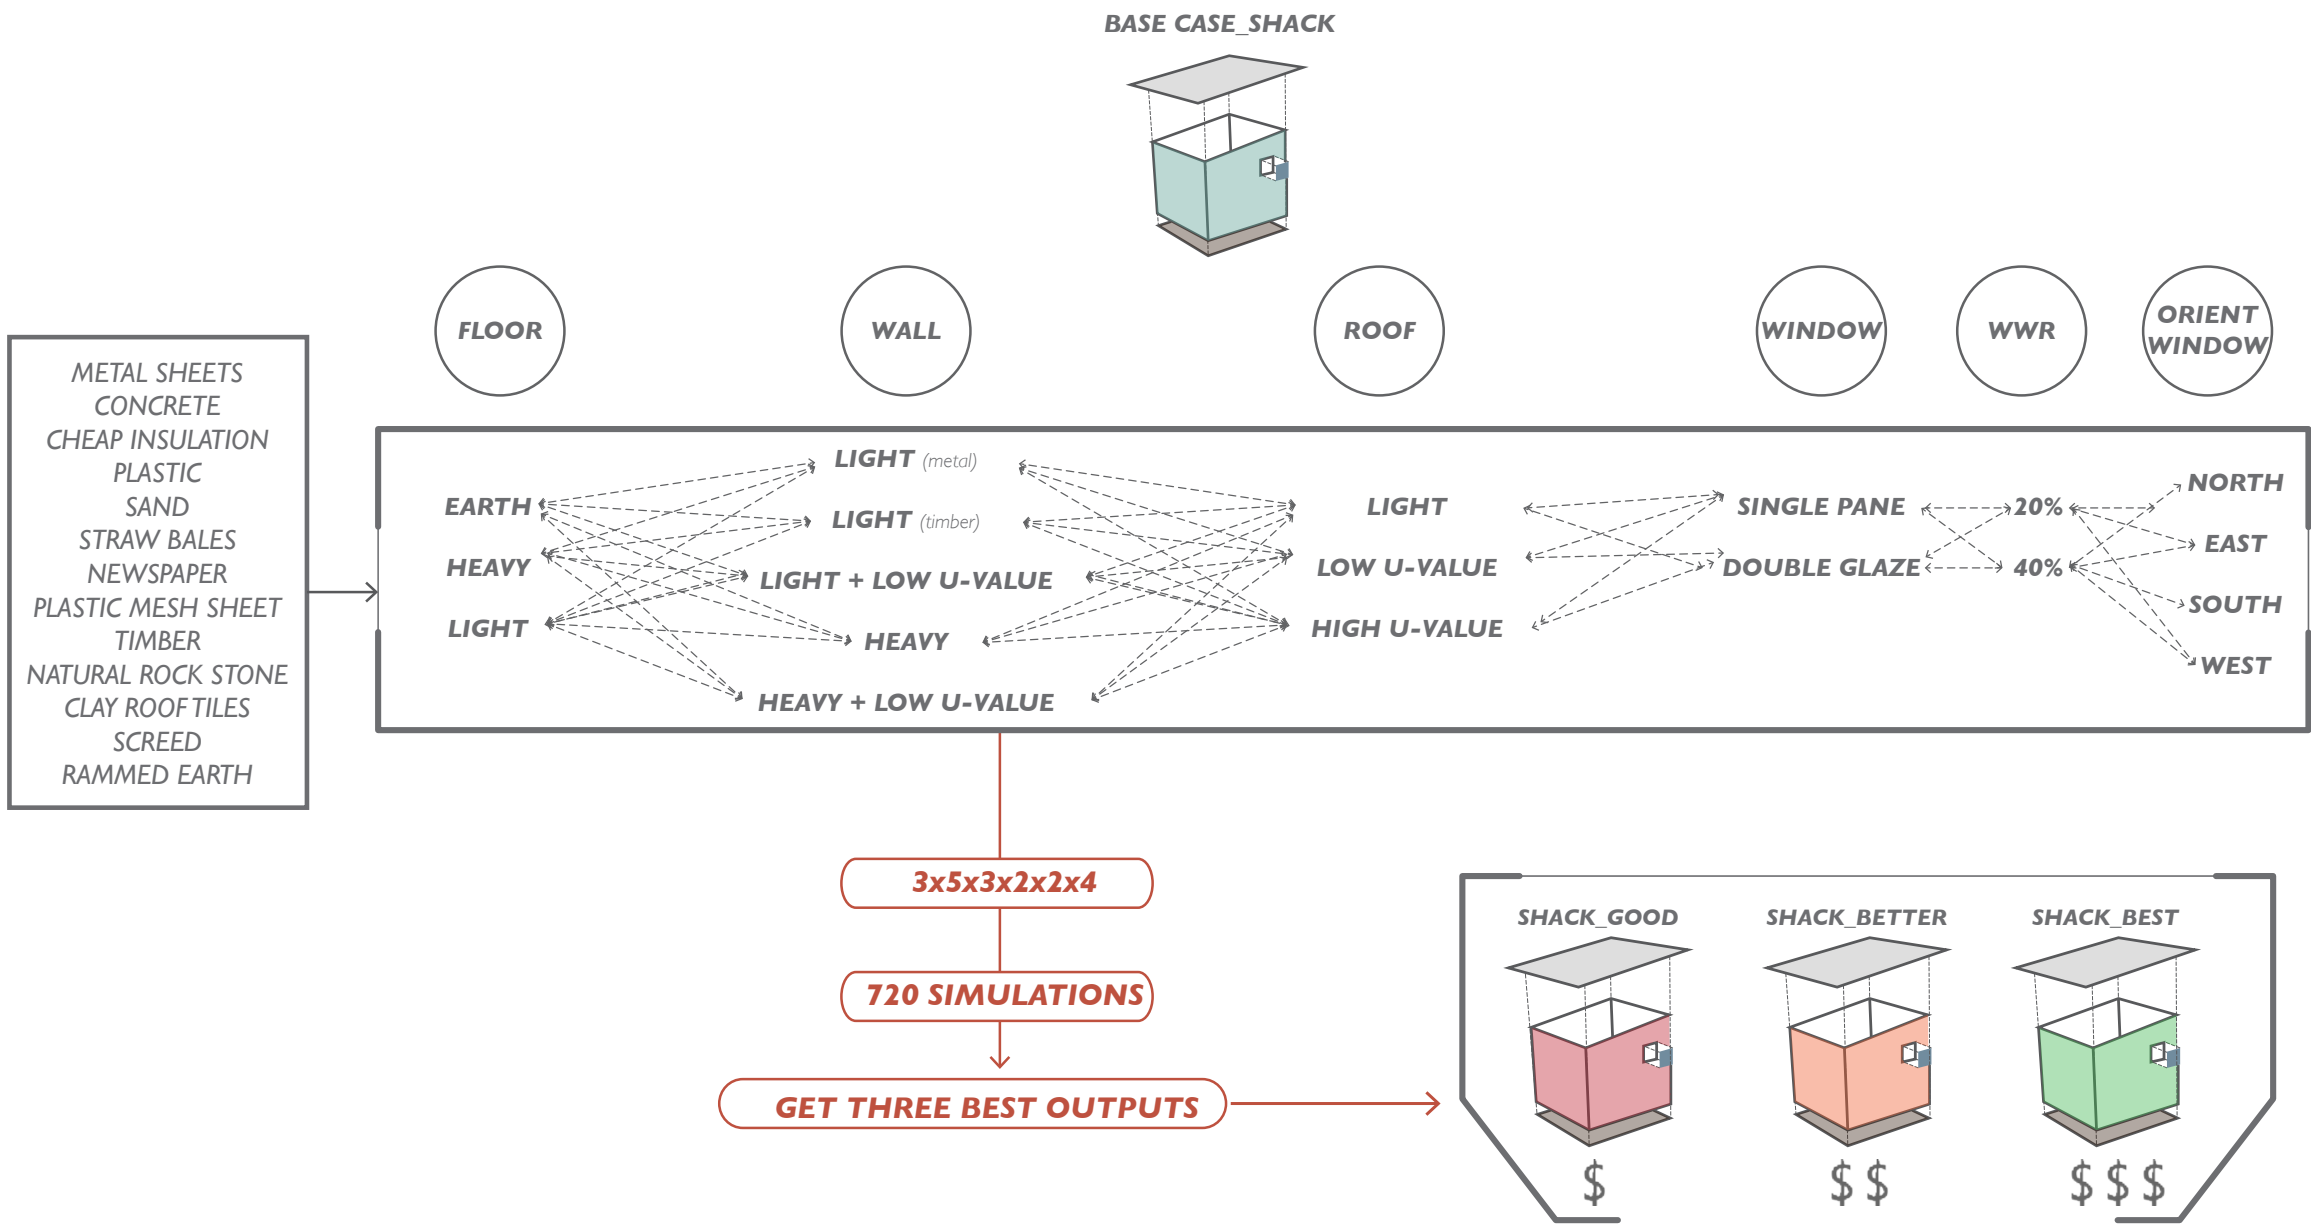 BASE CASE_SHACK
FLOOR
WALL
ROOF
WINDOW
WWR
ORIENT
WINDOW
METAL SHEETS
CONCRETE
CHEAP INSULATION
PLASTIC
SAND
STRAW BALES
NEWSPAPER
PLASTIC MESH SHEET
TIMBER
NATURAL ROCK STONE
CLAY ROOF TILES
SCREED
RAMMED EARTH
EARTH
HEAVY
LIGHT
LIGHT (metal)
LIGHT (timber)
LIGHT + LOW U-VALUE
HEAVY
HEAVY + LOW U-VALUE
LIGHT
LOW U-VALUE
HIGH U-VALUE
SINGLE PANE
DOUBLE GLAZE
20%
40%
NORTH
EAST
SOUTH
WEST
3x5x3x2x2x4
720 SIMULATIONS
GET THREE BEST OUTPUTS
SHACK_GOOD
SHACK_BETTER
SHACK_BEST
$
$ $
$ $ $